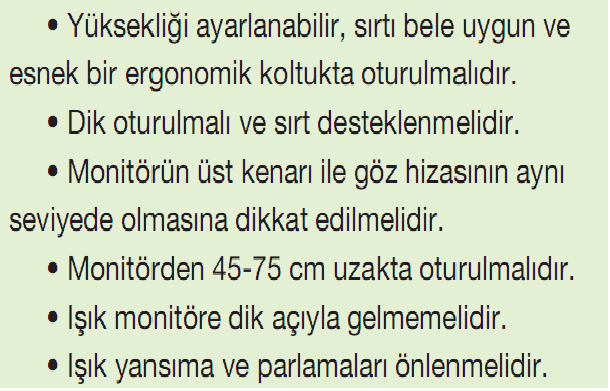 • Yüksekliği ayarlanabilir, sırtı bele uygun ve
esnek bir ergonomik koltukta oturulmalıdır.
• Dik oturulmalı ve sırt desteklenmelidir.
• Monitörün üst kenarı ile göz hizasının aynı
seviyede olmasına dikkat edilmelidir.
• Monitörden 45-75 cm uzakta oturulmalıdır.
• Işık monitöre dik açıyla gelmemelidir.
• Işık yansıma ve parlamaları önlenmelidir.